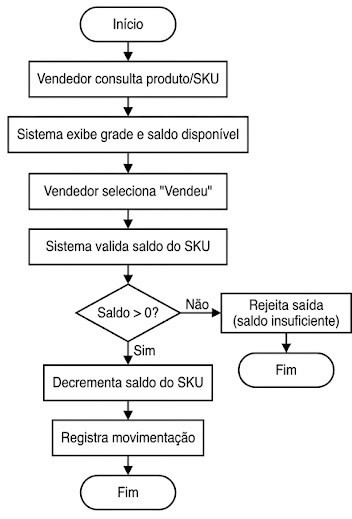 Início
Vendedor consulta produto/SKU
Sistema exibe grade e saldo disponível
Vendedor seleciona "Vendeu"
Sistema valida saldo do SKU
Saldo > 0?
Não
Rejeita saída
(saldo insuficiente)
Fim
Sim
Decrementa saldo do SKU
Registra movimentação
Fim